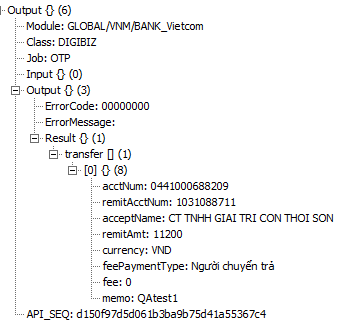 Output {} (6)
Module: GLOBAL/VNM/BANK_Vietcom
Class: DIGIBIZ
Job: OTP
Input {} (0)
Output {} (3)
ErrorCode: 00000000
ErrorMessage:
Result {} (1)
transfer [] (1)
[0] {} (8)
acctNum: 0441000688209
remitAcctNum: 1031088711
acceptName: CT TNHH GIAI TRI CON THOI SON
remitAmt: 11200
currency: VND
feePaymentType: Người chuyển trả
fee: 0
memo: QAtest1
API_SEQ: d150f97d5d061b3ba9b75d41a55367c4